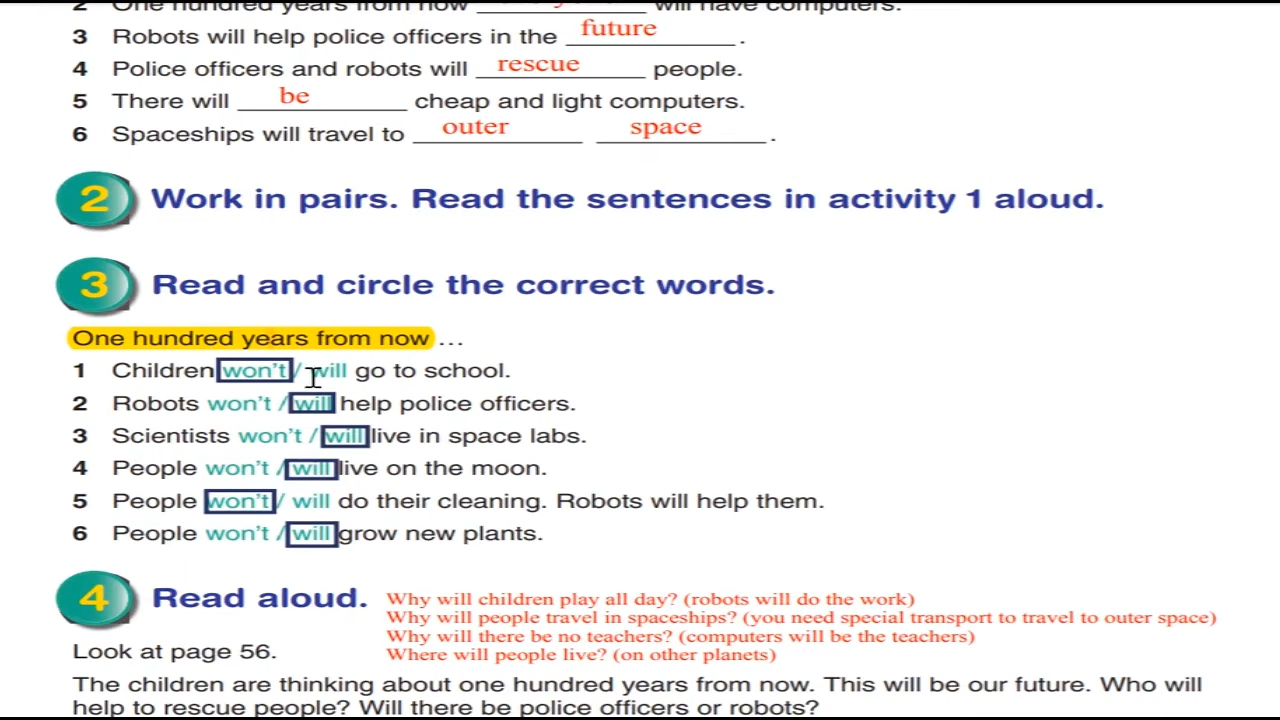 2 One hundred years from now ____ will have computers.
3 Robots will help police officers in the future .
4 Police officers and robots will rescue people.
5 There will be cheap and light computers.
6 Spaceships will travel to outer space .
2 Work in pairs. Read the sentences in activity 1 aloud.
3 Read and circle the correct words.
One hundred years from now ...
1 Children won't / will go to school.
2 Robots won't / will help police officers.
3 Scientists won't / will live in space labs.
4 People won't / will live on the moon.
5 People won't / will do their cleaning. Robots will help them.
6 People won't / will grow new plants.
4 Read aloud.
Why will children play all day? (robots will do the work)
Why will people travel in spaceships? (you need special transport to travel to outer space)
Why will there be no teachers? (computers will be the teachers)
Where will people live? (on other planets)
Look at page 56.
The children are thinking about one hundred years from now. This will be our future. Who will
help to rescue people? Will there be police officers or robots?